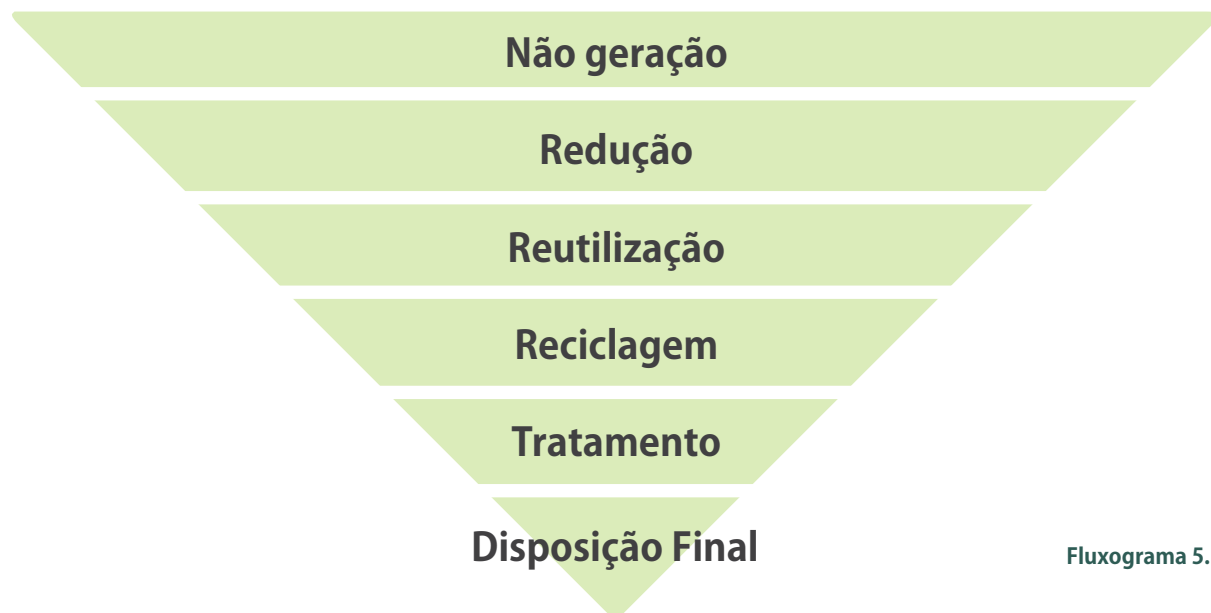 Não geração
Redução
Reutilização
Reciclagem
Tratamento
Disposição Final
Fluxograma 5.